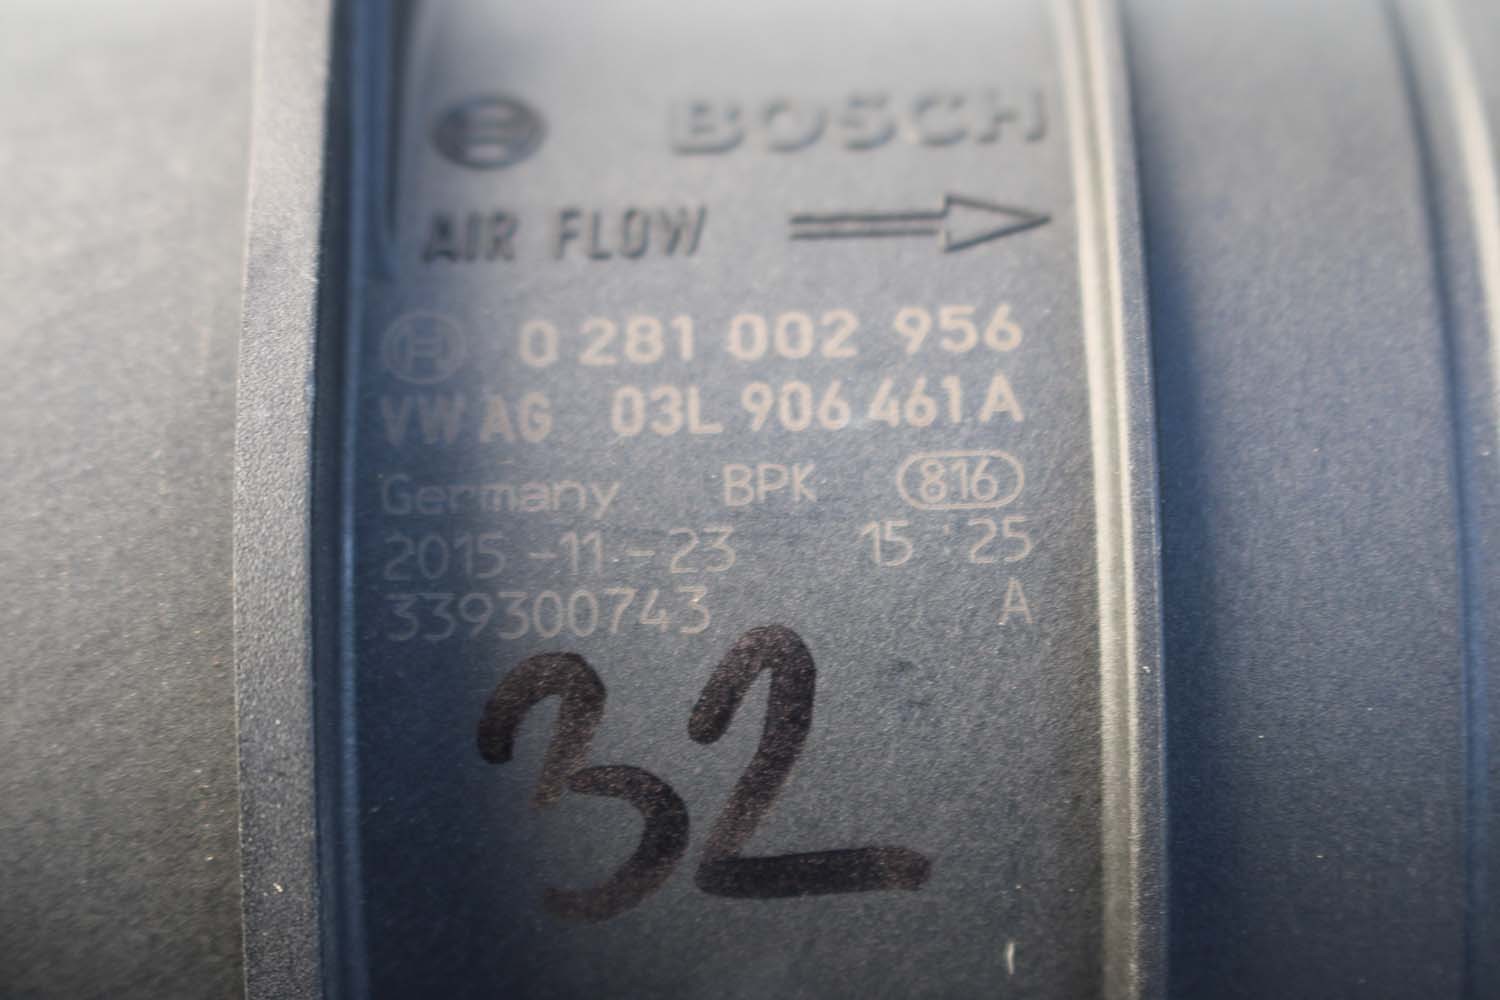 BOSCH
AIR FLOW
0 281 002 956
VW AG 03L 906 461 A
Germany BPK 816
2015-11-23 15:25
339300743 A
32